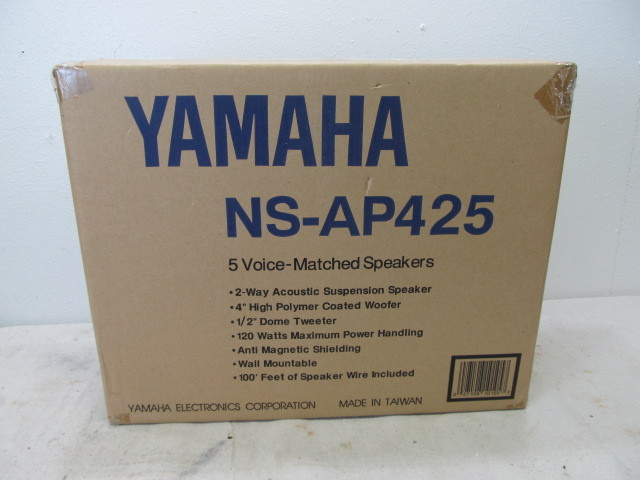 YAMAHA
NS-AP425
5 Voice-Matched Speakers
• 2-Way Acoustic Suspension Speaker
• 4" High Polymer Coated Woofer
• 1/2" Dome Tweeter
• 120 Watts Maximum Power Handling
• Anti Magnetic Shielding
• Wall Mountable
• 100' Feet of Speaker Wire Included
YAMAHA ELECTRONICS CORPORATION MADE IN TAIWAN